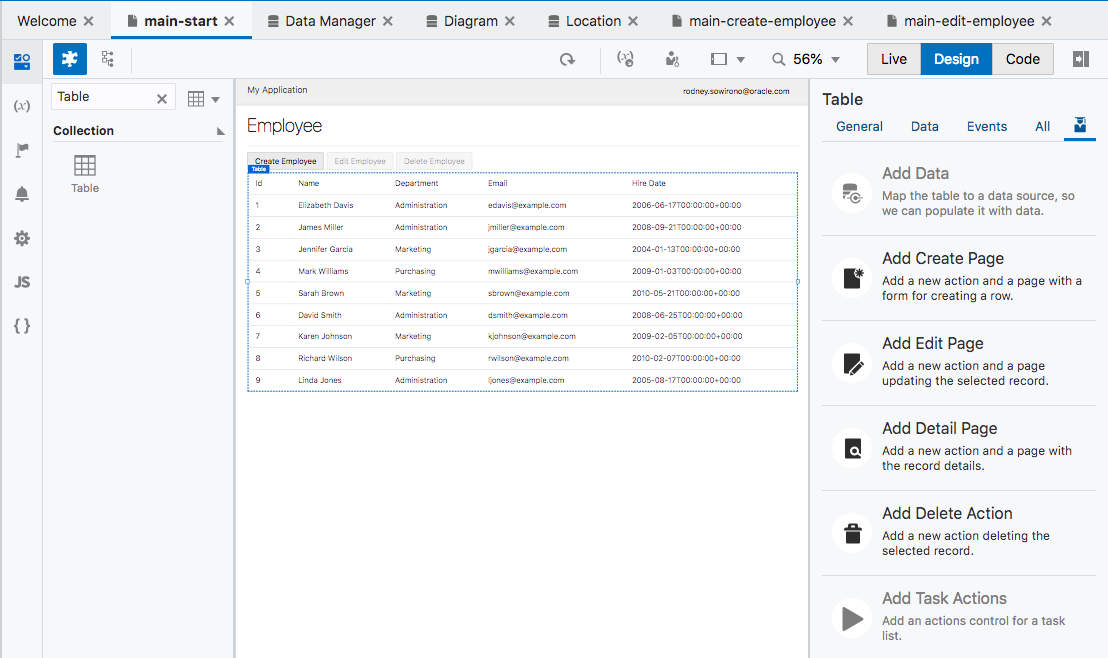 Welcome
main-start
Data Manager
Diagram
Location
main-create-employee
main-edit-employee
(x)
56%
Live
Design
Code
Table
Collection
Table
JS
{ }
My Application
rodney.sowirono@oracle.com
Employee
Create Employee
Edit Employee
Delete Employee
Table
Id Name Department Email Hire Date
1 Elizabeth Davis Administration edavis@example.com 2006-06-17T00:00:00+00:00
2 James Miller Administration jmiller@example.com 2008-09-21T00:00:00+00:00
3 Jennifer Garcia Marketing jgarcia@example.com 2004-01-13T00:00:00+00:00
4 Mark Williams Purchasing mwilliams@example.com 2009-01-03T00:00:00+00:00
5 Sarah Brown Marketing sbrown@example.com 2010-05-21T00:00:00+00:00
6 David Smith Administration dsmith@example.com 2008-06-25T00:00:00+00:00
7 Karen Johnson Marketing kjohnson@example.com 2009-02-05T00:00:00+00:00
8 Richard Wilson Purchasing rwilson@example.com 2010-02-07T00:00:00+00:00
9 Linda Jones Administration ljones@example.com 2005-08-17T00:00:00+00:00
Table
General
Data
Events
All
Add Data
Map the table to a data source, so
we can populate it with data.
Add Create Page
Add a new action and a page with a
form for creating a row.
Add Edit Page
Add a new action and a page
updating the selected record.
Add Detail Page
Add a new action and a page with
the record details.
Add Delete Action
Add a new action deleting the
selected record.
Add Task Actions
Add an actions control for a task
list.